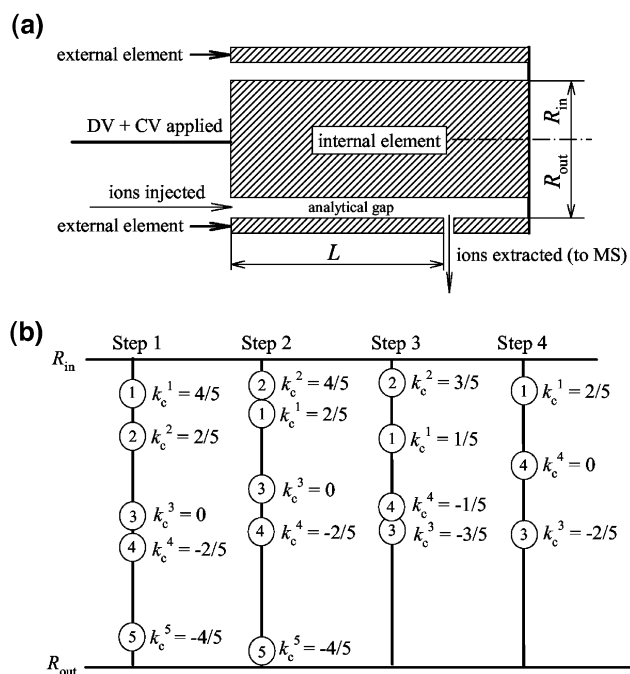 (a)
external element
R_in
DV + CV applied
internal element
R_out
ions injected
analytical gap
external element
L
ions extracted (to MS)
(b)
Step 1 Step 2 Step 3 Step 4
R_in
1 k_c^1 = 4/5
2 k_c^2 = 2/5
3 k_c^3 = 0
4 k_c^4 = -2/5
5 k_c^5 = -4/5
2 k_c^2 = 4/5
1 k_c^1 = 2/5
3 k_c^3 = 0
4 k_c^4 = -2/5
5 k_c^5 = -4/5
2 k_c^2 = 3/5
1 k_c^1 = 1/5
4 k_c^4 = -1/5
3 k_c^3 = -3/5
1 k_c^1 = 2/5
4 k_c^4 = 0
3 k_c^3 = -2/5
R_out